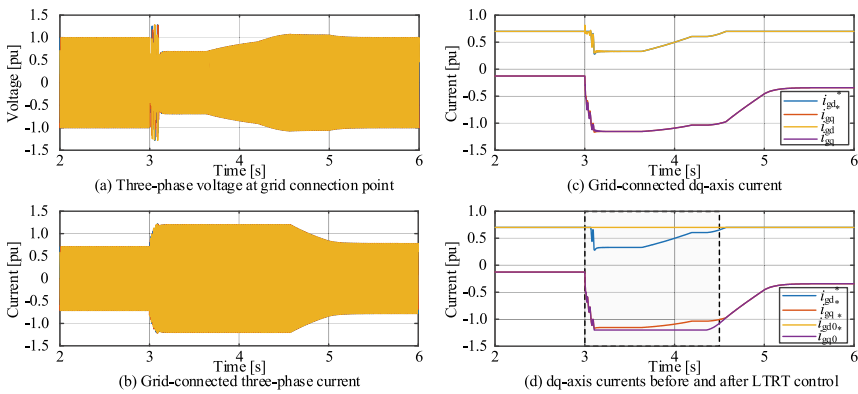 1.5
1.0
0.5
0
-0.5
-1.0
-1.5
Voltage [pu]
2 3 4 5 6
Time [s]
(a) Three-phase voltage at grid connection point
1.0
0.5
0
-0.5
-1.0
-1.5
Current [pu]
i_gd*
i_gq*
i_gd
i_gq
2 3 4 5 6
Time [s]
(c) Grid-connected dq-axis current
1.5
1.0
0.5
0
-0.5
-1.0
-1.5
Current [pu]
2 3 4 5 6
Time [s]
(b) Grid-connected three-phase current
1.0
0.5
0
-0.5
-1.0
-1.5
Current [pu]
i_gd*
i_gq*
i_gd0*
i_gq0*
2 3 4 5 6
Time [s]
(d) dq-axis currents before and after LTRT control